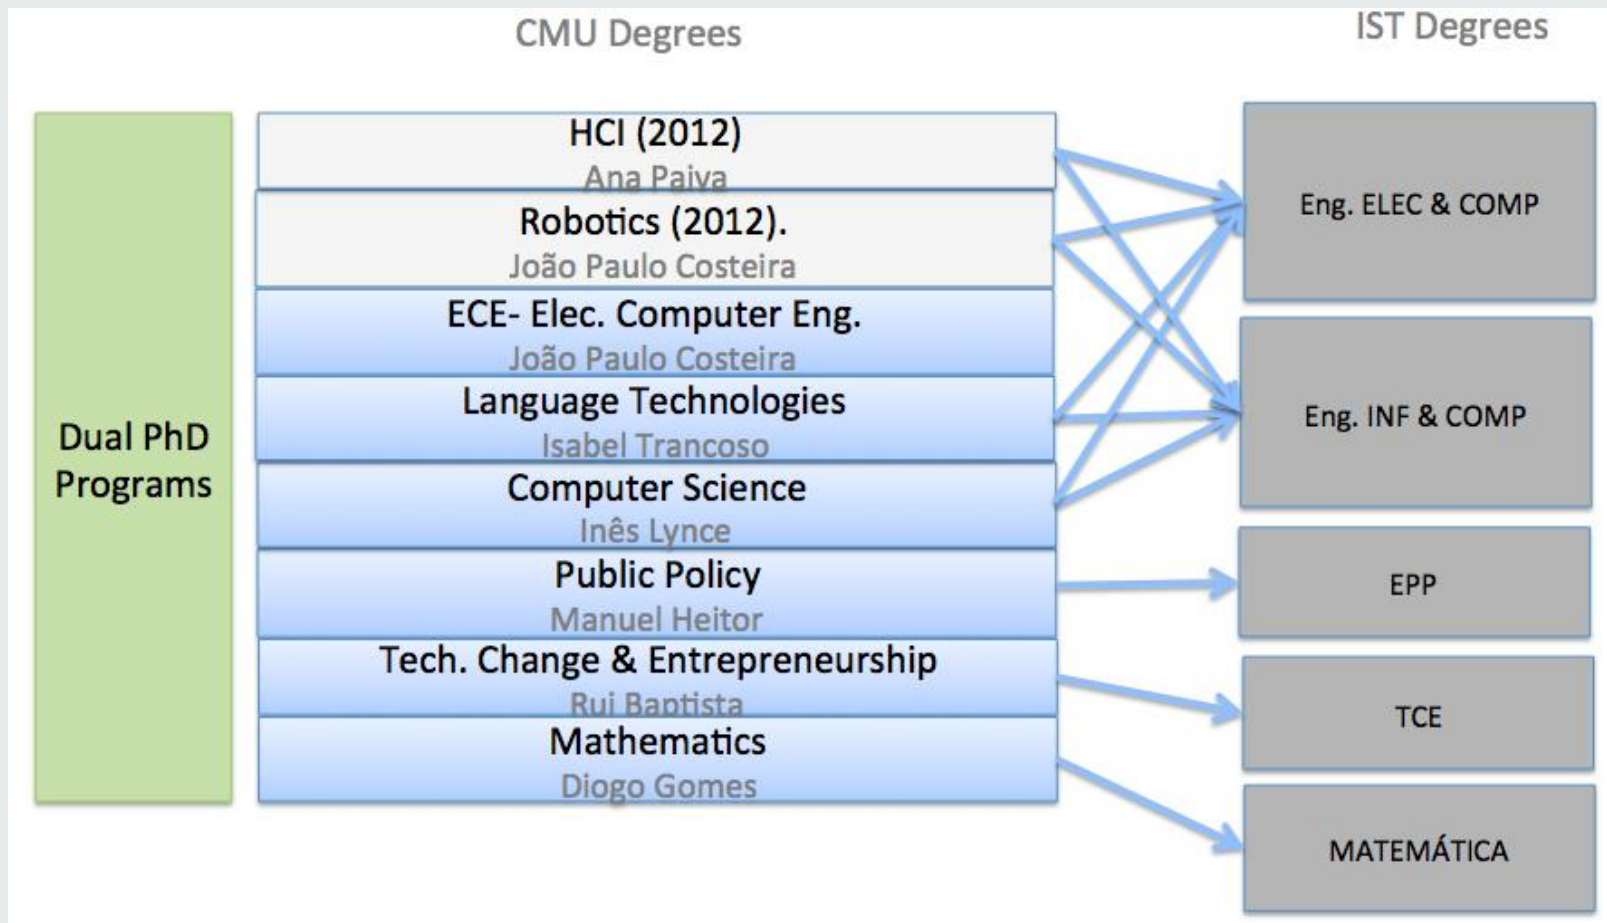 CMU Degrees
IST Degrees
Dual PhD
Programs
HCI (2012)
Ana Paiva
Robotics (2012).
João Paulo Costeira
ECE- Elec. Computer Eng.
João Paulo Costeira
Language Technologies
Isabel Trancoso
Computer Science
Inês Lynce
Public Policy
Manuel Heitor
Tech. Change & Entrepreneurship
Rui Baptista
Mathematics
Diogo Gomes
Eng. ELEC & COMP
Eng. INF & COMP
EPP
TCE
MATEMÁTICA